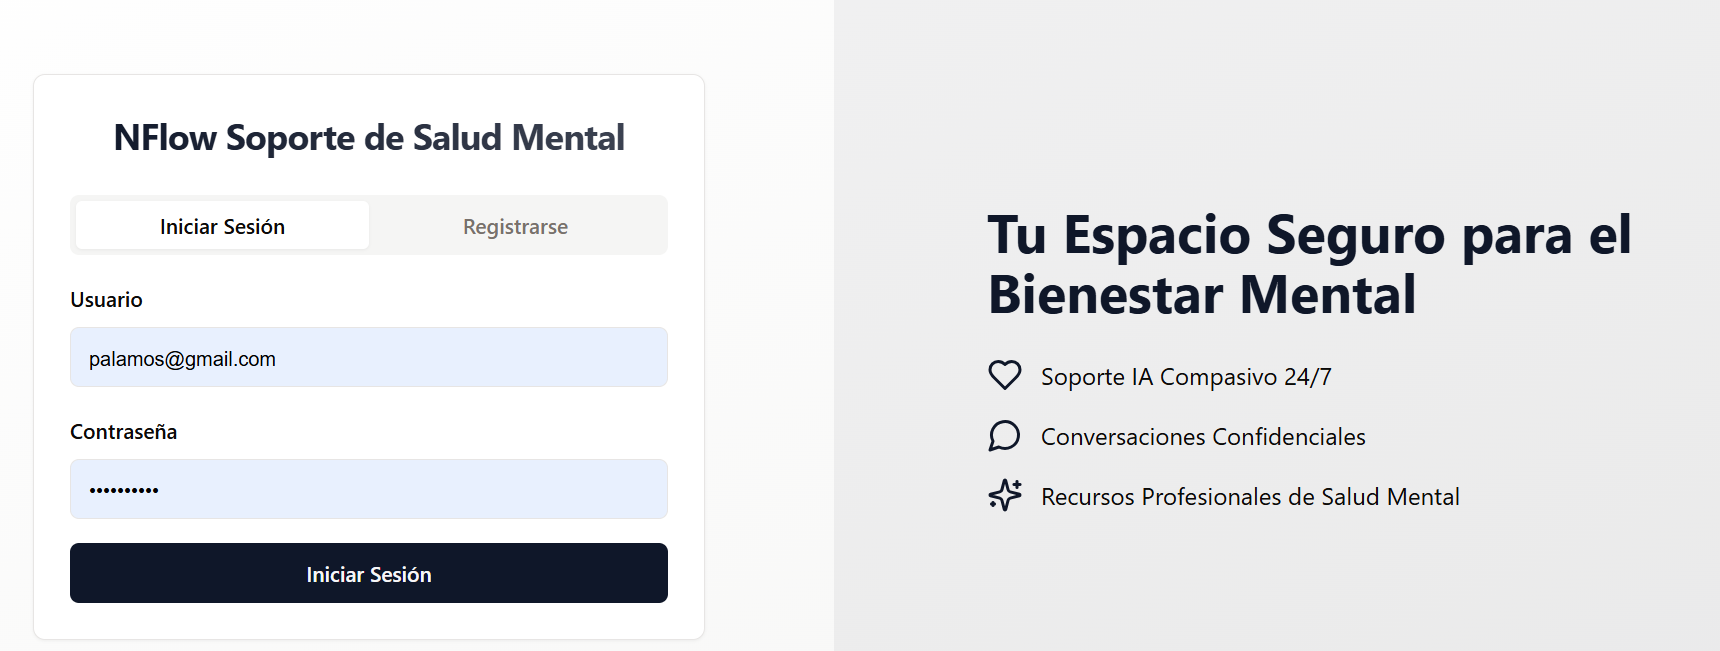 NFlow Soporte de Salud Mental
Iniciar Sesión
Registrarse
Usuario
palamos@gmail.com
Contraseña
••••••••••
Iniciar Sesión
Tu Espacio Seguro para el
Bienestar Mental
Soporte IA Compasivo 24/7
Conversaciones Confidenciales
Recursos Profesionales de Salud Mental